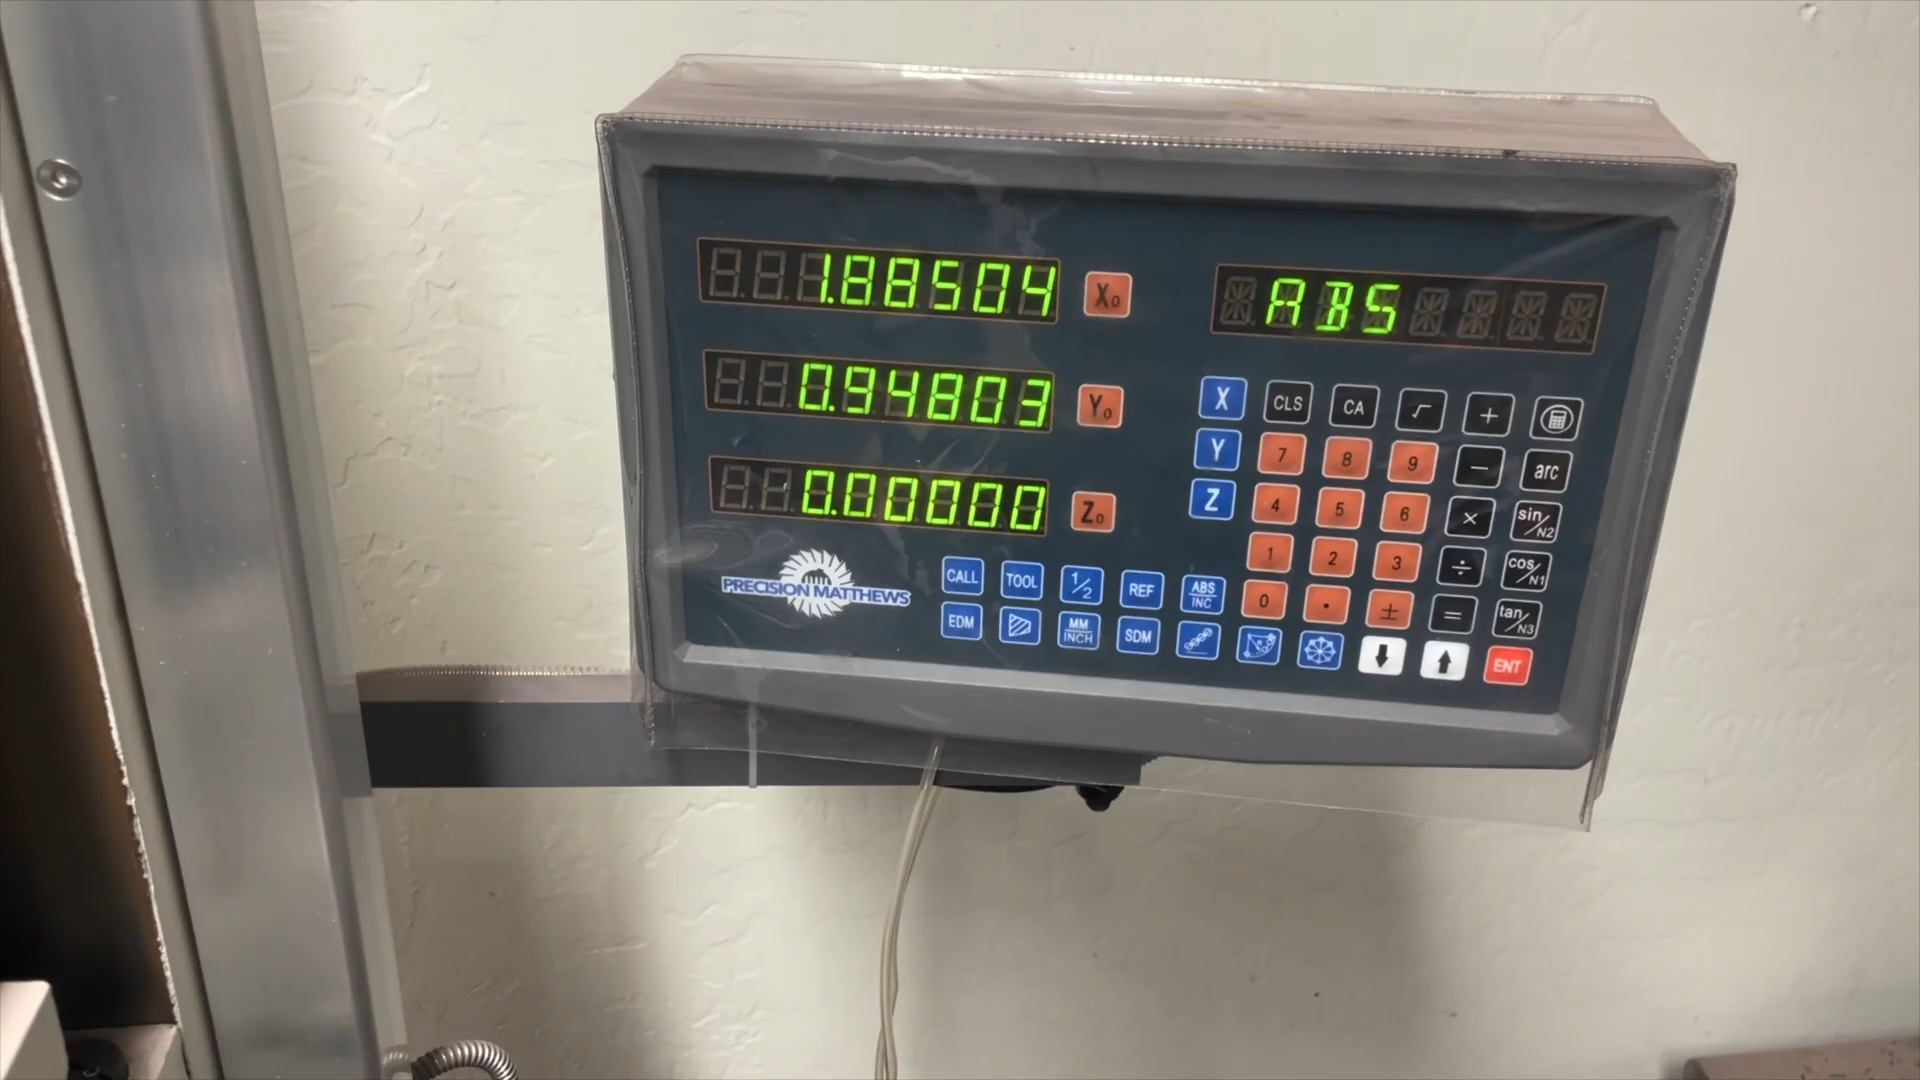 1.88504 X0 ABS
0.94803 Y0
0.00000 Z0
X CLS CA √ +
Y 7 8 9 − arc
Z 4 5 6 × sin/N2
1 2 3 ÷ cos/N1
0 • ± = tan/N3
CALL TOOL 1/2 REF ABS/INC
EDM MM/INCH SDM ⬇ ⬆ ENT
PRECISION MATTHEWS